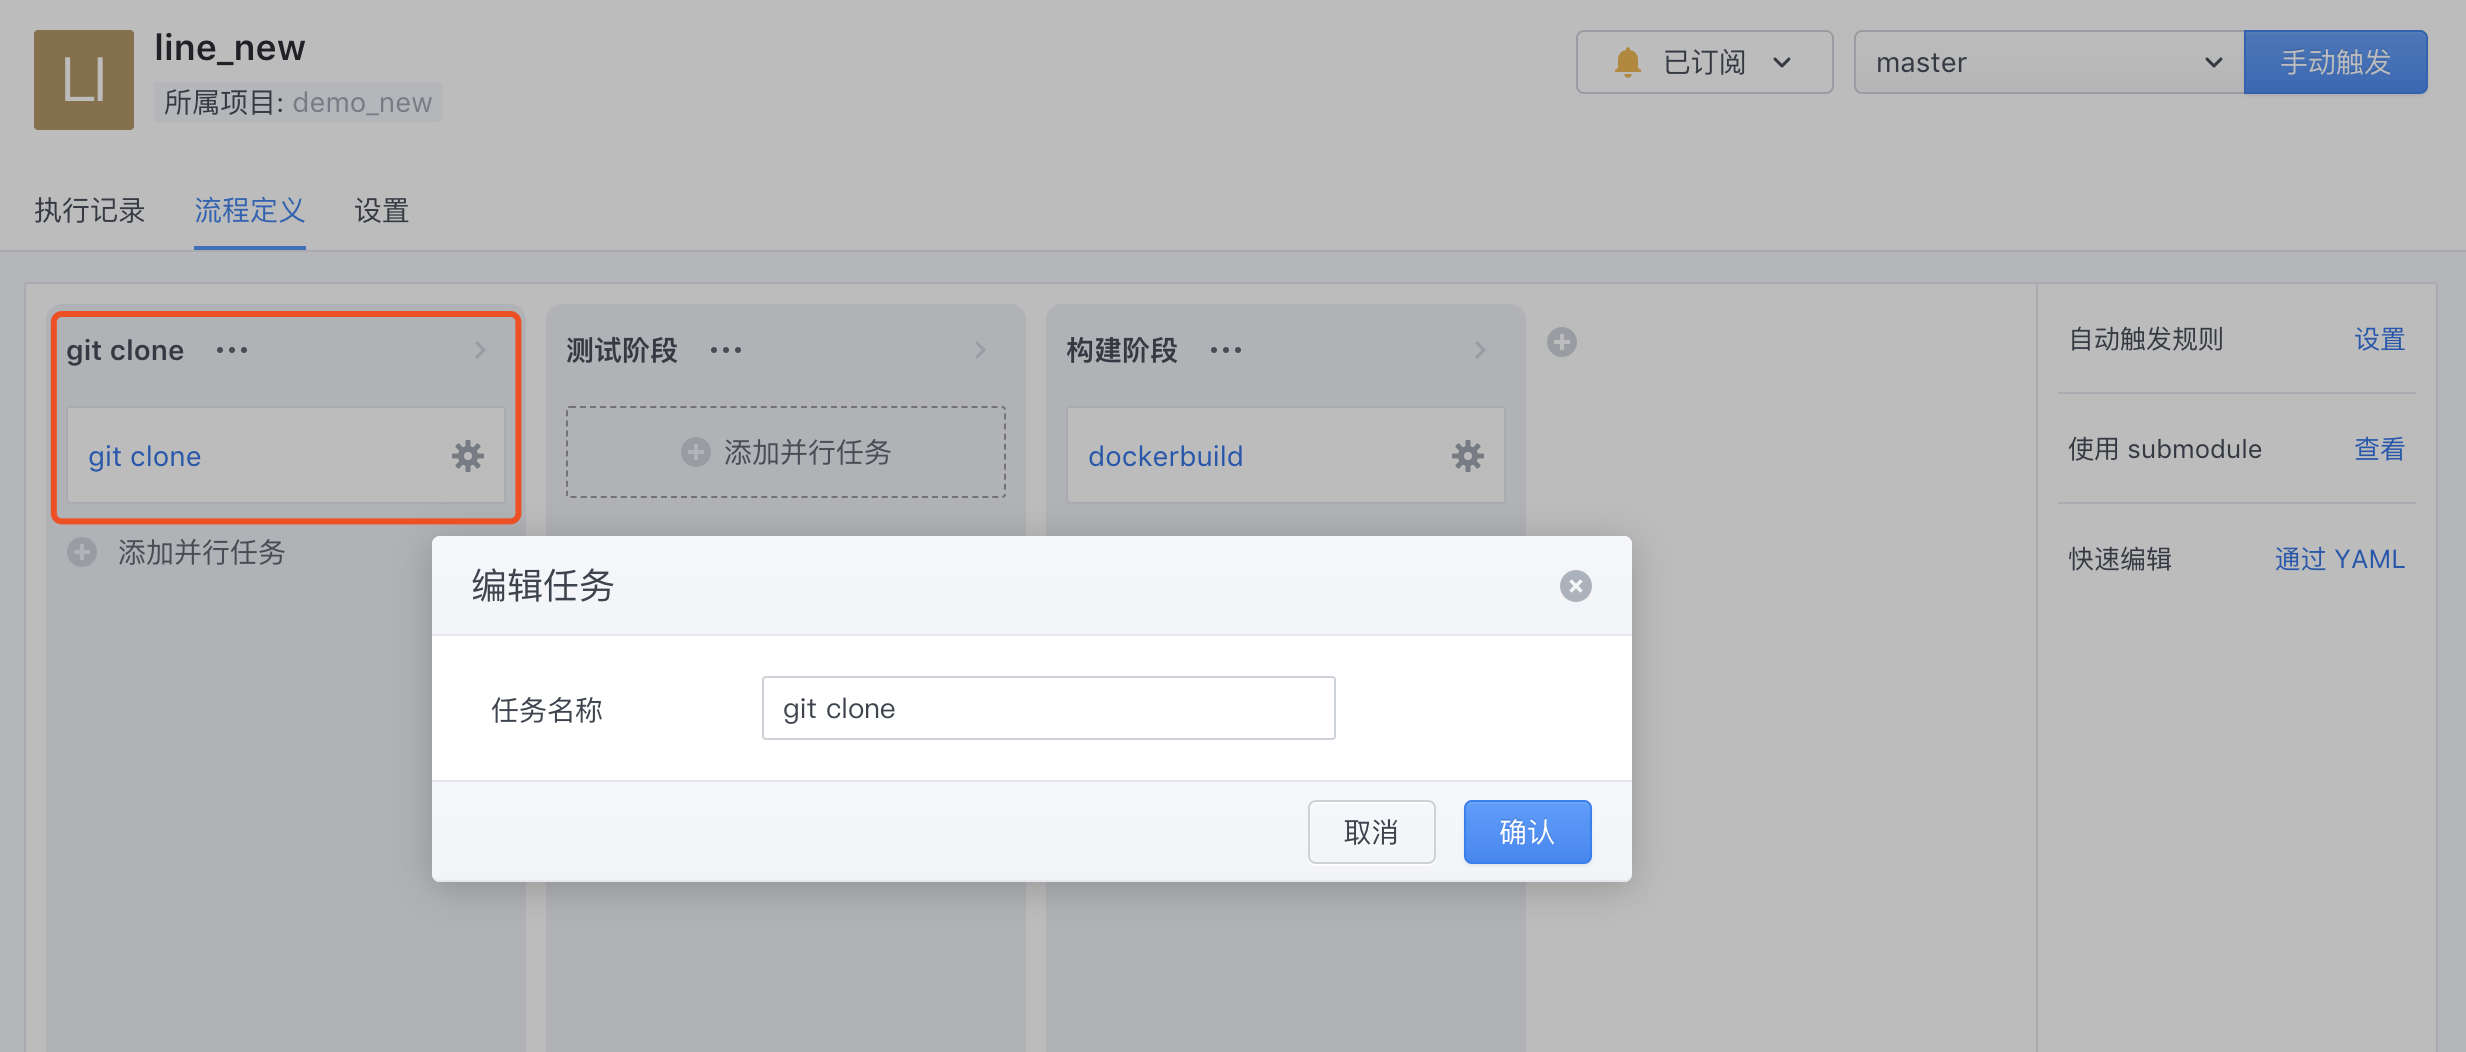 LI
line_new
所属项目: demo_new
已订阅
master
手动触发
执行记录
流程定义
设置
git clone
测试阶段
构建阶段
git clone
添加并行任务
dockerbuild
添加并行任务
自动触发规则
设置
使用 submodule
查看
快速编辑
通过 YAML
编辑任务
任务名称
git clone
取消
确认